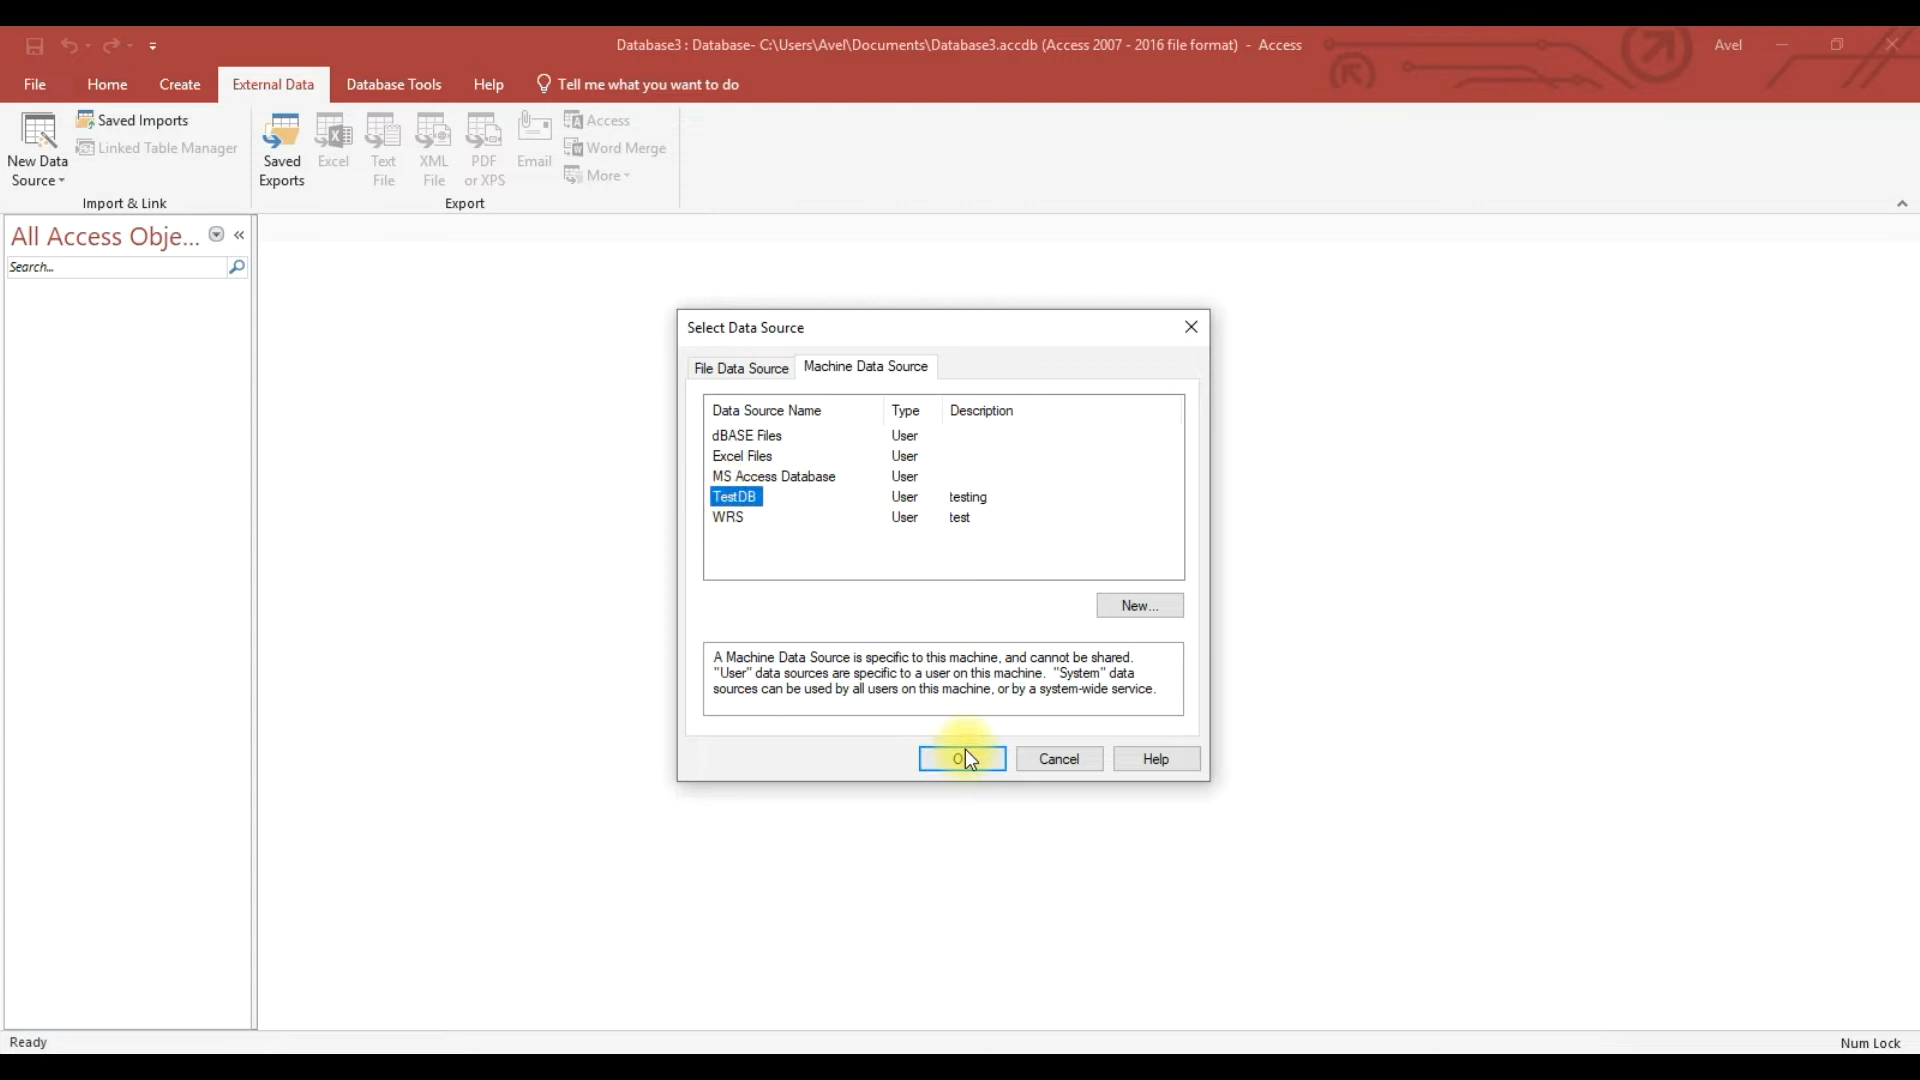 Database3 : Database- C:\Users\Avel\Documents\Database3.accdb (Access 2007 - 2016 file format) - Access
Avel
File Home Create External Data Database Tools Help Tell me what you want to do
New Data Source
Saved Imports
Linked Table Manager
Import & Link
Saved Exports
Excel
Text File
XML File
PDF or XPS
Email
Access
Word Merge
More
Export
All Access Obje...
Search...
Select Data Source
File Data Source Machine Data Source
Data Source Name Type Description
dBASE Files User
Excel Files User
MS Access Database User
TestDB User testing
WRS User test
New...
A Machine Data Source is specific to this machine, and cannot be shared.
"User" data sources are specific to a user on this machine. "System" data
sources can be used by all users on this machine, or by a system-wide service.
Cancel Help
Ready
Num Lock